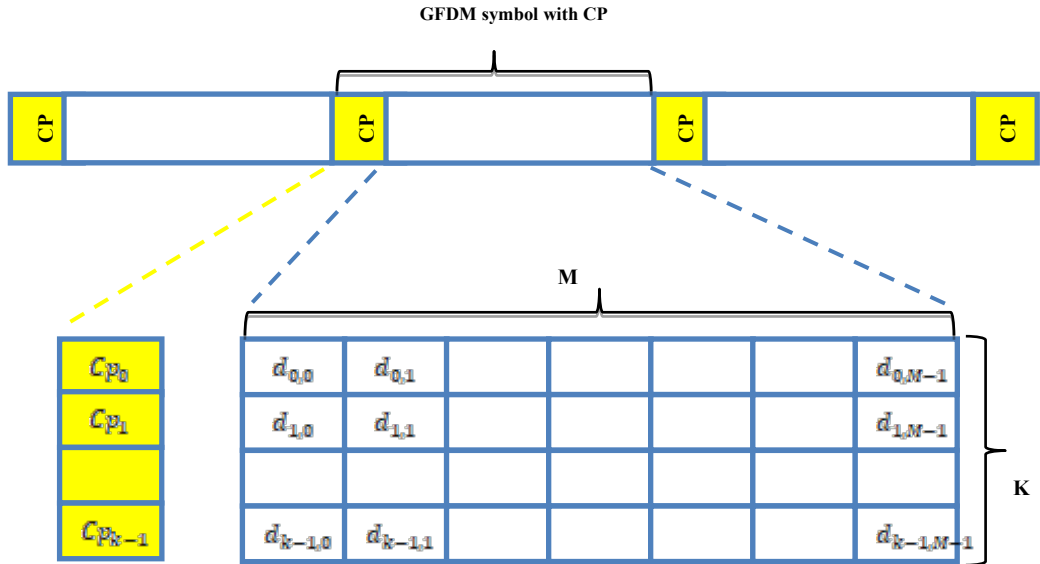 GFDM symbol with CP
CP CP CP CP
M
Cp₀ d₀,₀ d₀,₁ d₀,M−₁
Cp₁ d₁,₀ d₁,₁ d₁,M−₁
K
Cpₖ₋₁ dₖ₋₁,₀ dₖ₋₁,₁ dₖ₋₁,M−₁